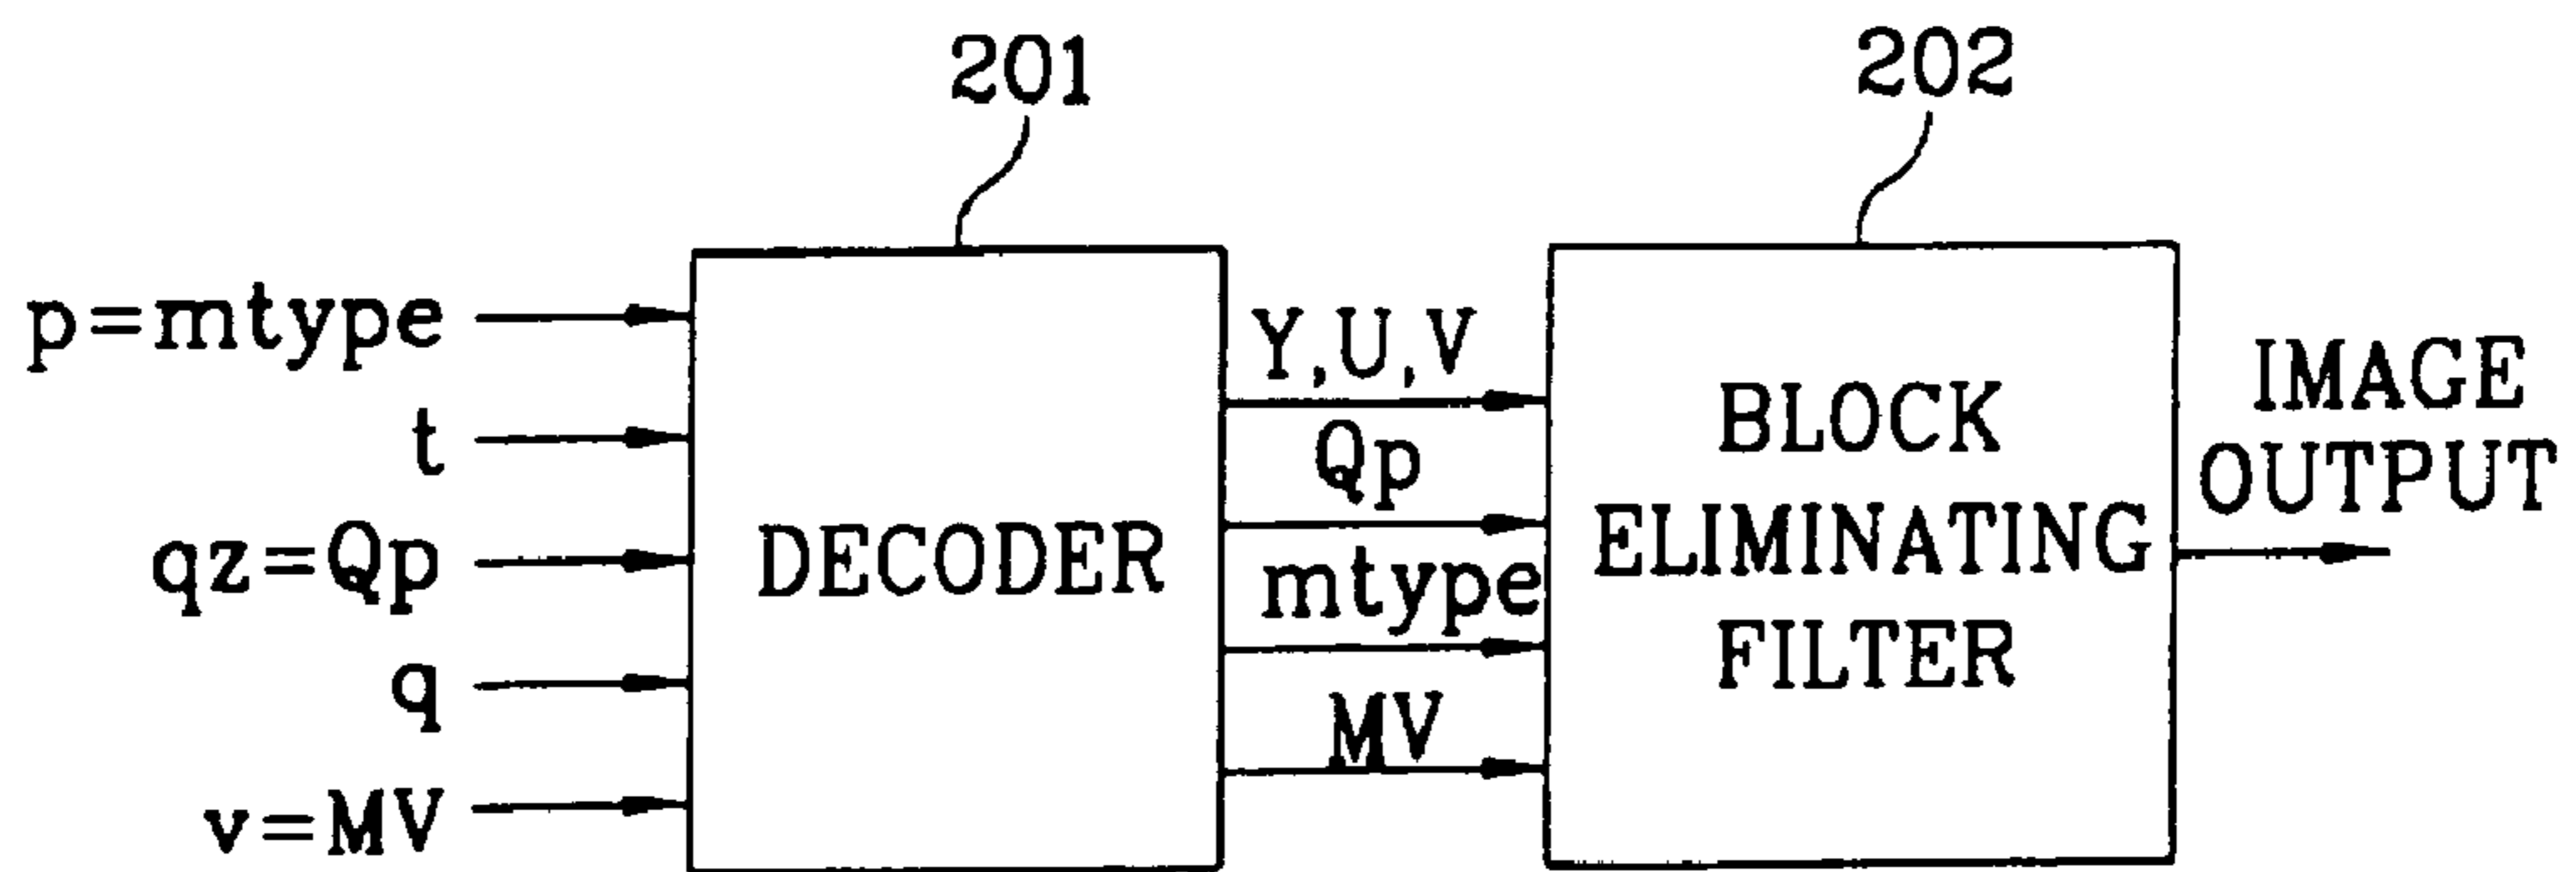 201
202
p=mtype
t
qz=Qp
q
v=MV
DECODER
Y,U,V
Qp
mtype
MV
BLOCK
ELIMINATING
FILTER
IMAGE
OUTPUT